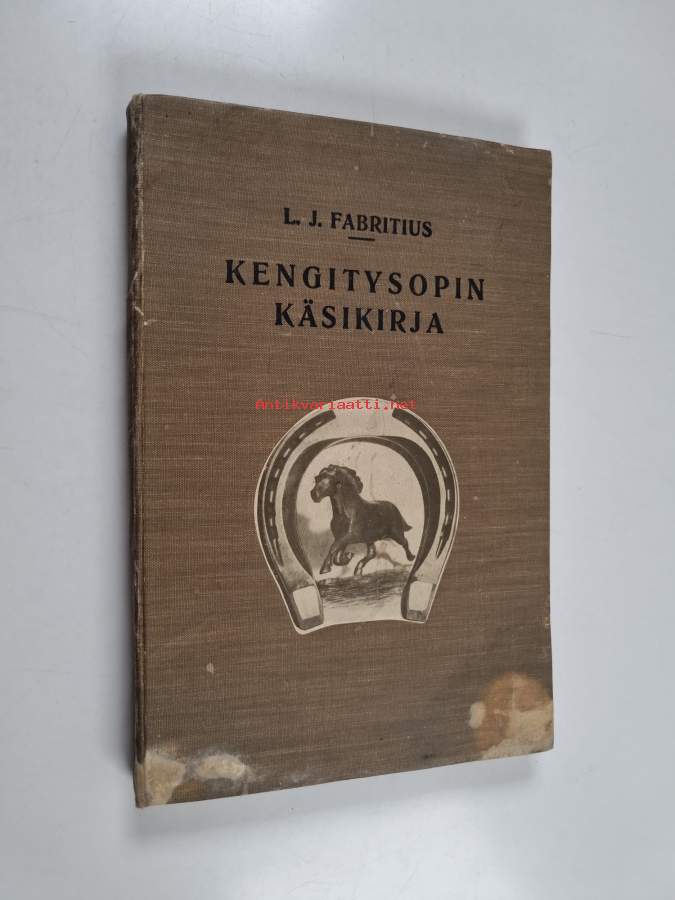 L. J. FABRITIUS
KENGITYSOPIN
KÄSIKIRJA
Antikvariaatti.net